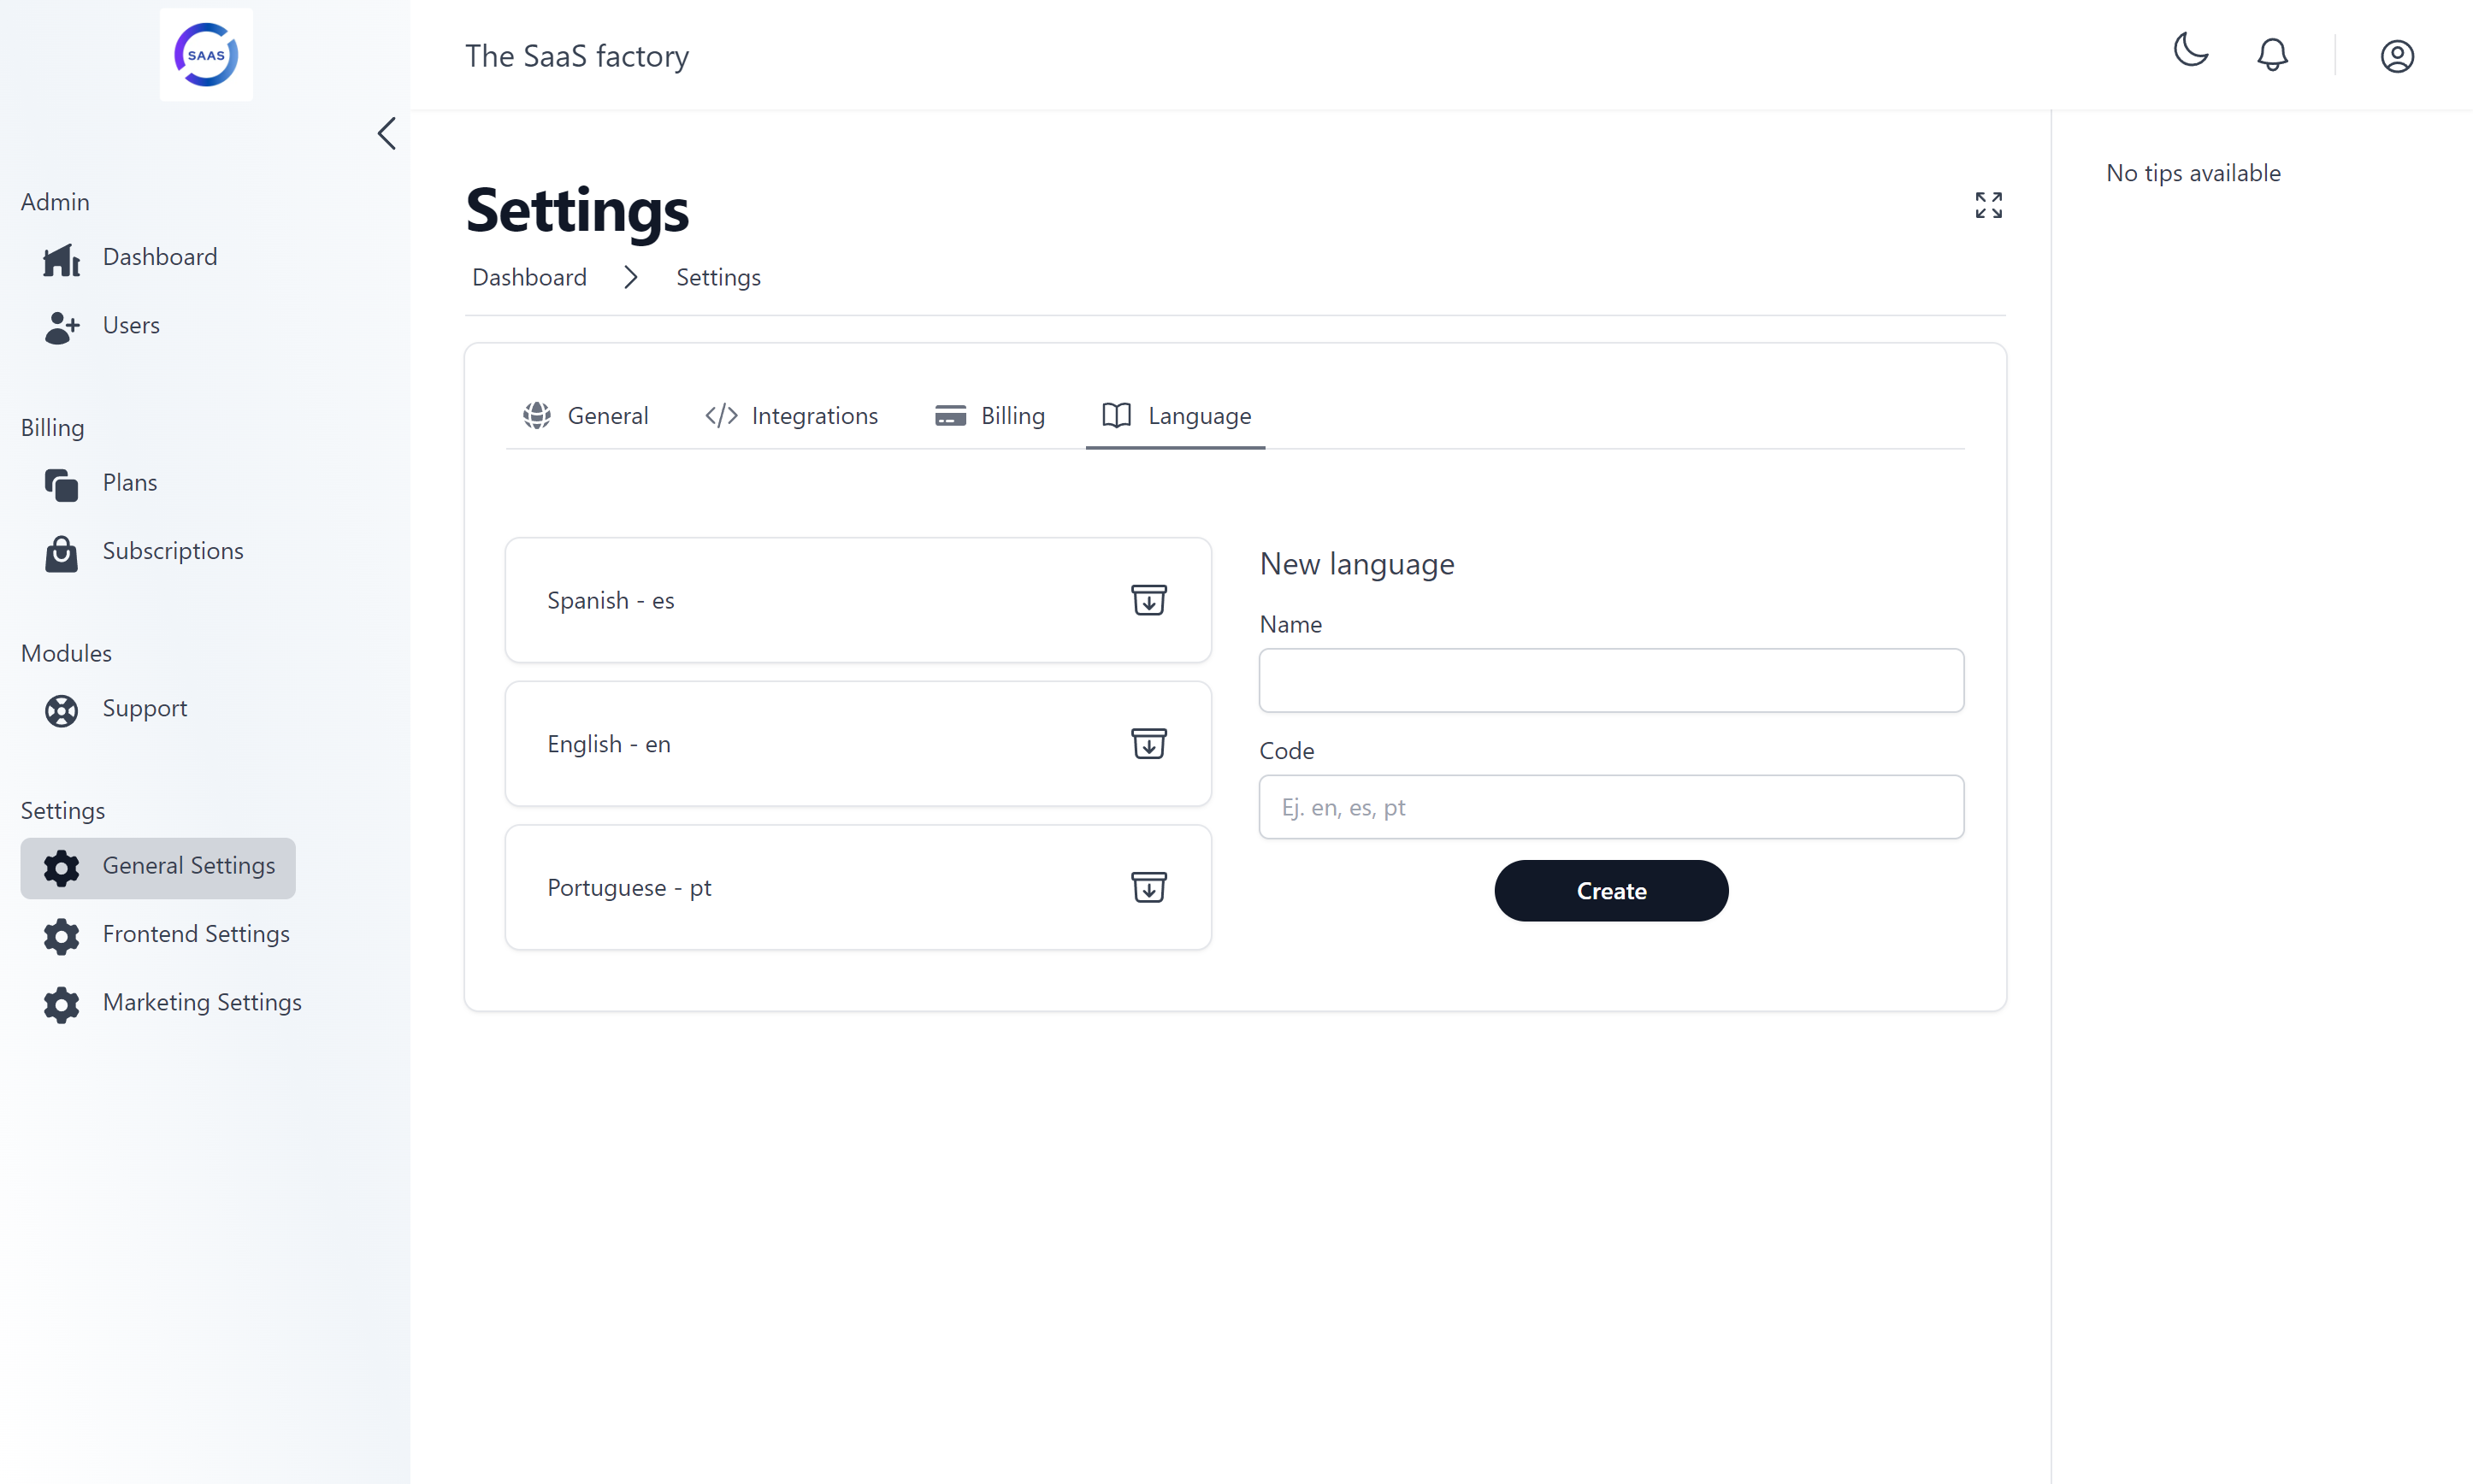 SAAS
The SaaS factory
Admin
Dashboard
Users
Billing
Plans
Subscriptions
Modules
Support
Settings
General Settings
Frontend Settings
Marketing Settings
Settings
Dashboard
Settings
General
Integrations
Billing
Language
Spanish - es
English - en
Portuguese - pt
New language
Name
Code
Ej. en, es, pt
Create
No tips available